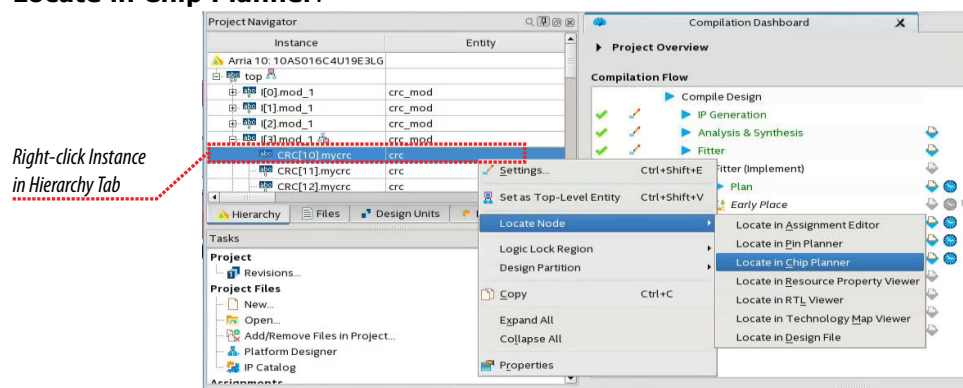 Locate in Chip Planner.
Project Navigator
Instance Entity
Arria 10: 10AS016C4U19E3LG
top
I[0].mod_1 crc_mod
I[1].mod_1 crc_mod
I[2].mod_1 crc_mod
I[3].mod_1 crc_mod
CRC[10].mycrc crc
CRC[11].mycrc crc
CRC[12].mycrc crc
Hierarchy Files Design Units
Right-click Instance
in Hierarchy Tab
Tasks
Project
Revisions...
Project Files
New...
Open...
Add/Remove Files in Project...
Platform Designer
IP Catalog
Assignments
Compilation Dashboard
Project Overview
Compilation Flow
Compile Design
IP Generation
Analysis & Synthesis
Fitter
Fitter (Implement)
Plan
Early Place
Settings... Ctrl+Shift+E
Set as Top-Level Entity Ctrl+Shift+V
Locate Node
Logic Lock Region
Design Partition
Copy Ctrl+C
Expand All
Collapse All
Properties
Locate in Assignment Editor
Locate in Pin Planner
Locate in Chip Planner
Locate in Resource Property Viewer
Locate in RTL Viewer
Locate in Technology Map Viewer
Locate in Design File